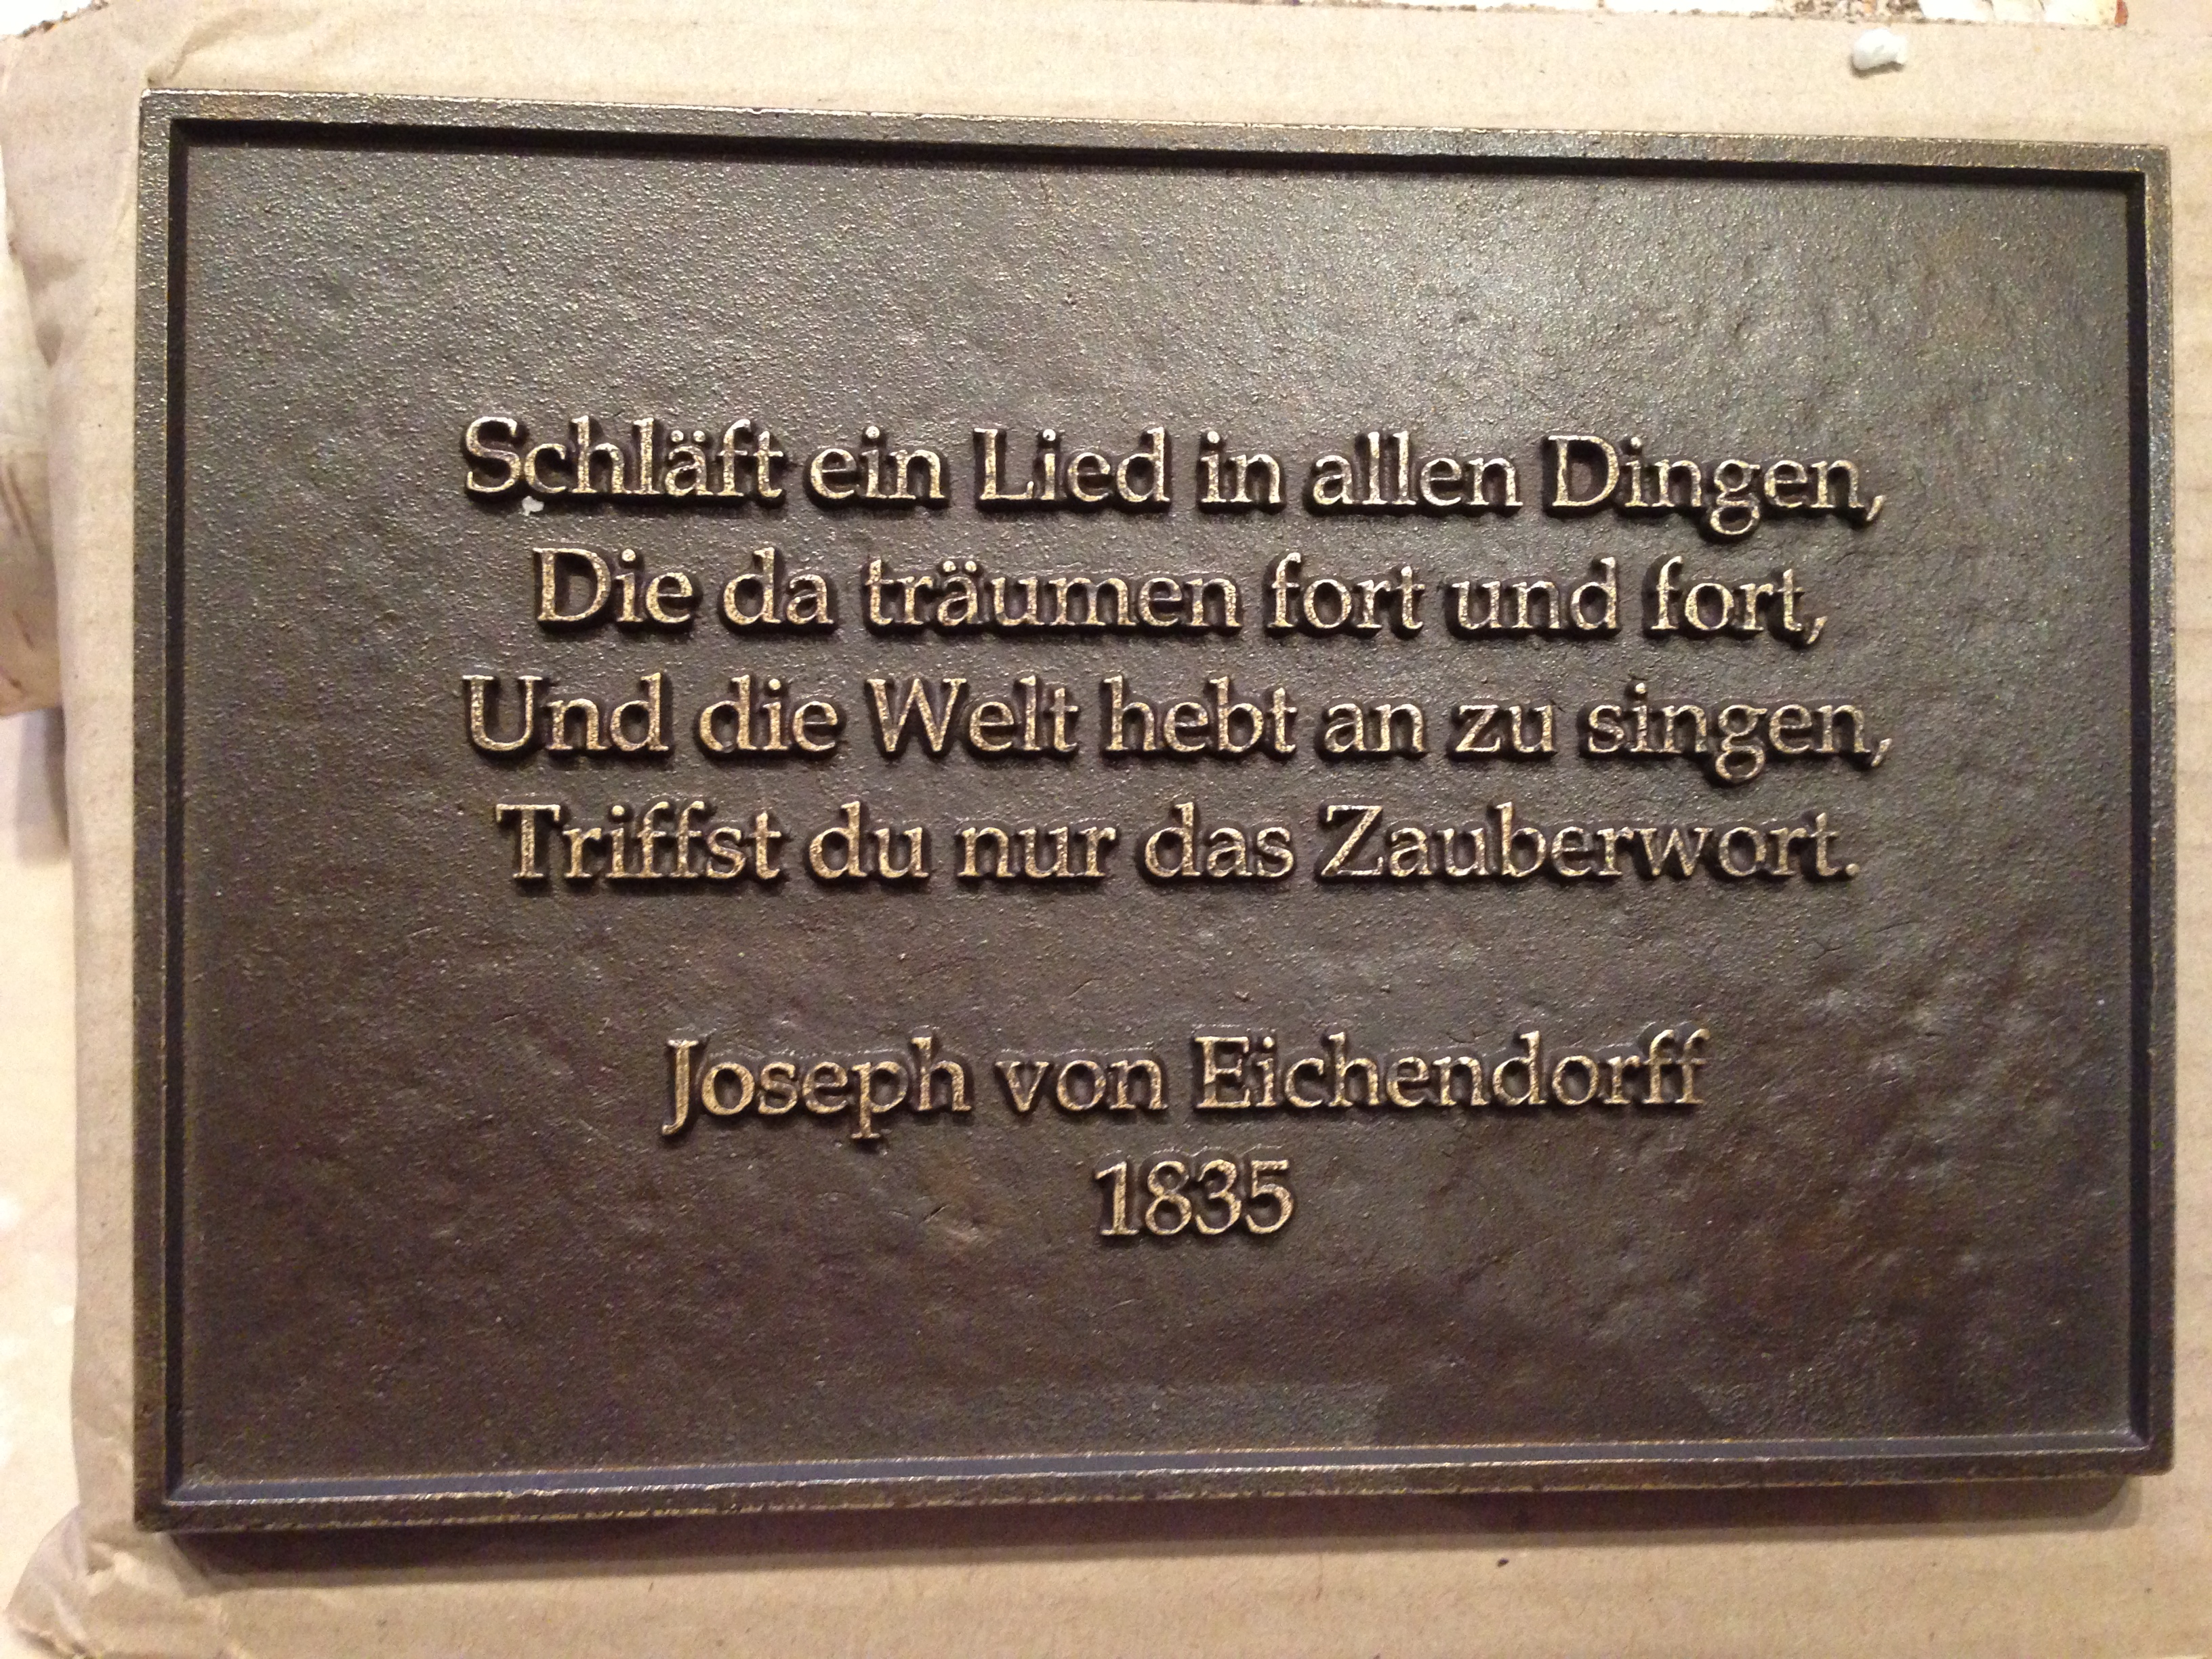 Schläft ein Lied in allen Dingen,
Die da träumen fort und fort,
Und die Welt hebt an zu singen,
Triffst du nur das Zauberwort.
Joseph von Eichendorff
1835